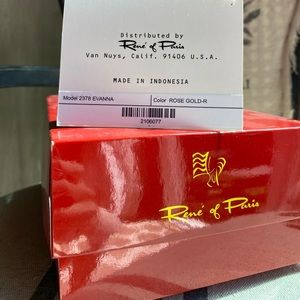 Distributed by
René of Paris
Van Nuys, Calif. 91406 U.S.A.
MADE IN INDONESIA
Model 2378 EVANNA Color ROSE GOLD-R
2106077
René of Paris